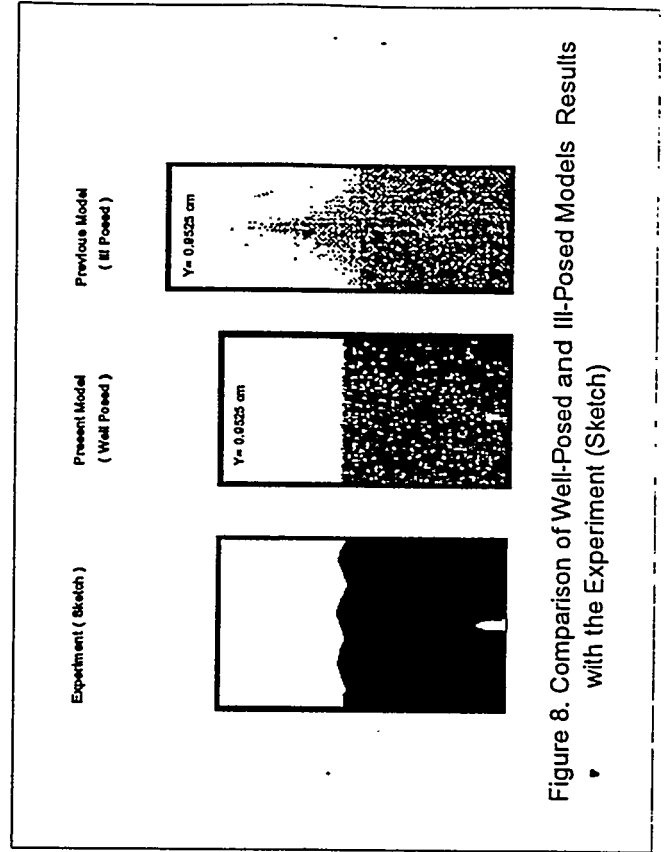 Experiment ( Sketch )
Present Model
( Well Posed )
Previous Model
( Ill Posed )
Y= 0.9525 cm
Y= 0.9525 cm
Figure 8. Comparison of Well-Posed and Ill-Posed Models Results
with the Experiment (Sketch)